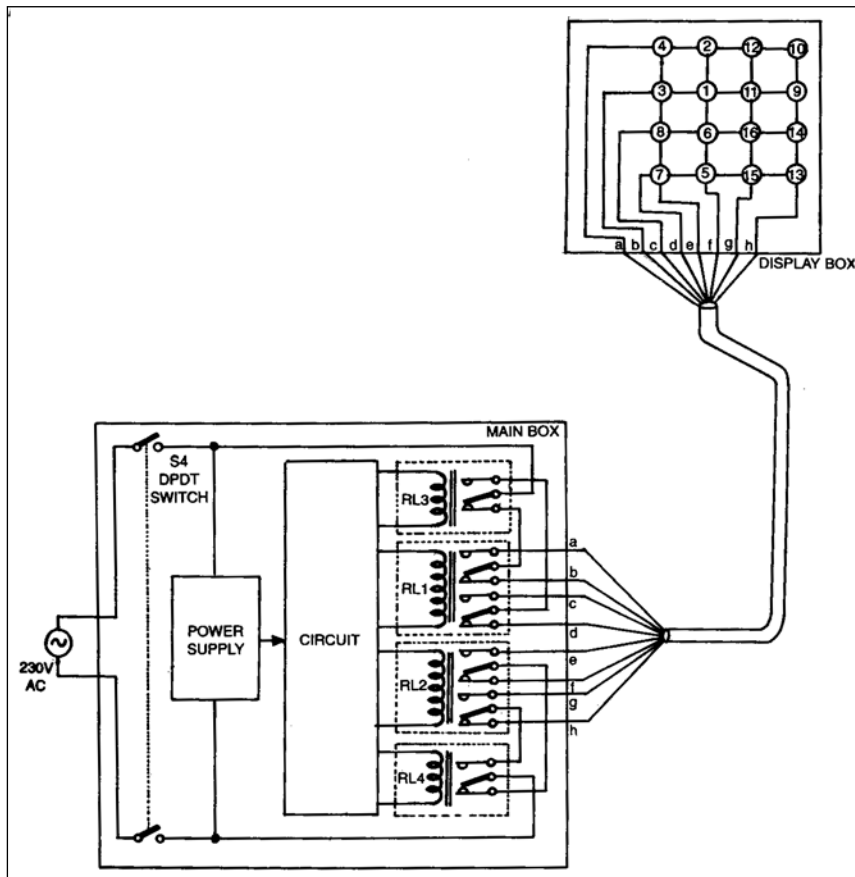 4 2 12 10
3 1 11 9
8 6 16 14
7 5 15 13
a b c d e f g h
DISPLAY BOX
MAIN BOX
S4
DPDT
SWITCH
RL3
a
RL1
b
c
POWER
SUPPLY
CIRCUIT
d
230V
AC
e
RL2
f
g
h
RL4